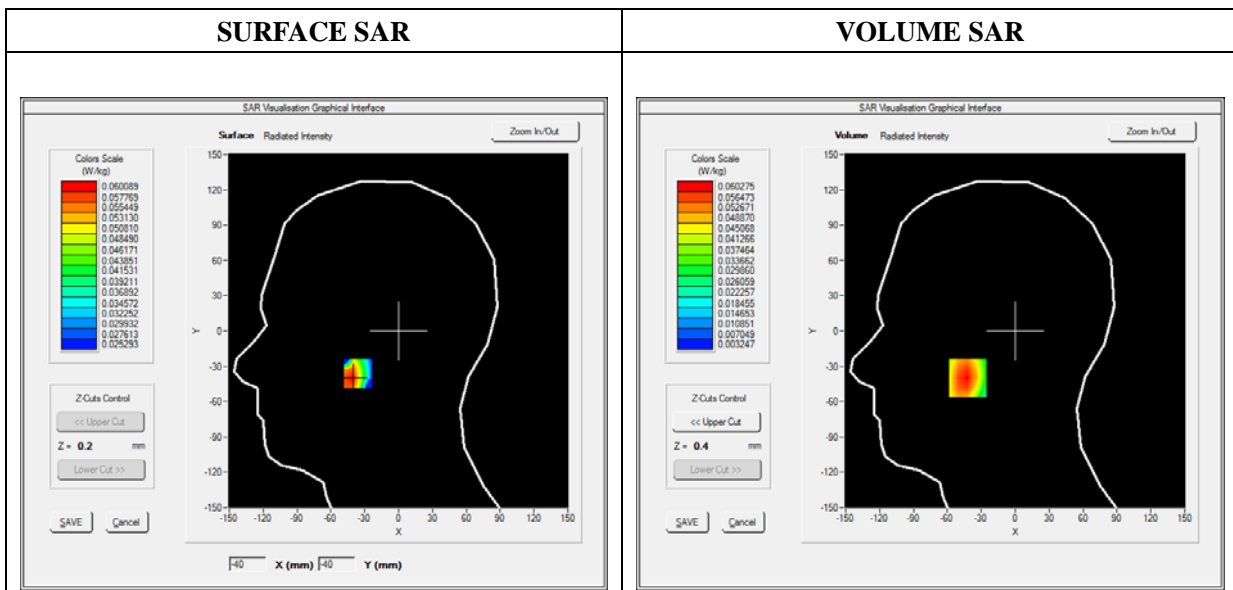 SURFACE SAR
VOLUME SAR
SAR Visualisation Graphical Interface
Surface Radiated Intensity
Zoom In/Out
Colors Scale
(W/kg)
0.060089
0.057769
0.055449
0.053130
0.050810
0.048490
0.046171
0.043851
0.041531
0.039211
0.036892
0.034572
0.032252
0.029932
0.027613
0.025293
150
120
90
60
30
0
-30
-60
-90
-120
-150
Y
-150 -120 -90 -60 -30 0 30 60 90 120 150
X
Z-Cuts Control
<< Upper Cut
Z = 0.2 mm
Lower Cut >>
SAVE Cancel
-40 X (mm) -40 Y (mm)
SAR Visualisation Graphical Interface
Volume Radiated Intensity
Zoom In/Out
Colors Scale
(W/kg)
0.060275
0.056473
0.052671
0.048870
0.045068
0.041266
0.037464
0.033662
0.029860
0.026059
0.022257
0.018455
0.014653
0.010851
0.007049
0.003247
150
120
90
60
30
0
-30
-60
-90
-120
-150
Y
-150 -120 -90 -60 -30 0 30 60 90 120 150
X
Z-Cuts Control
<< Upper Cut
Z = 0.4 mm
Lower Cut >>
SAVE Cancel